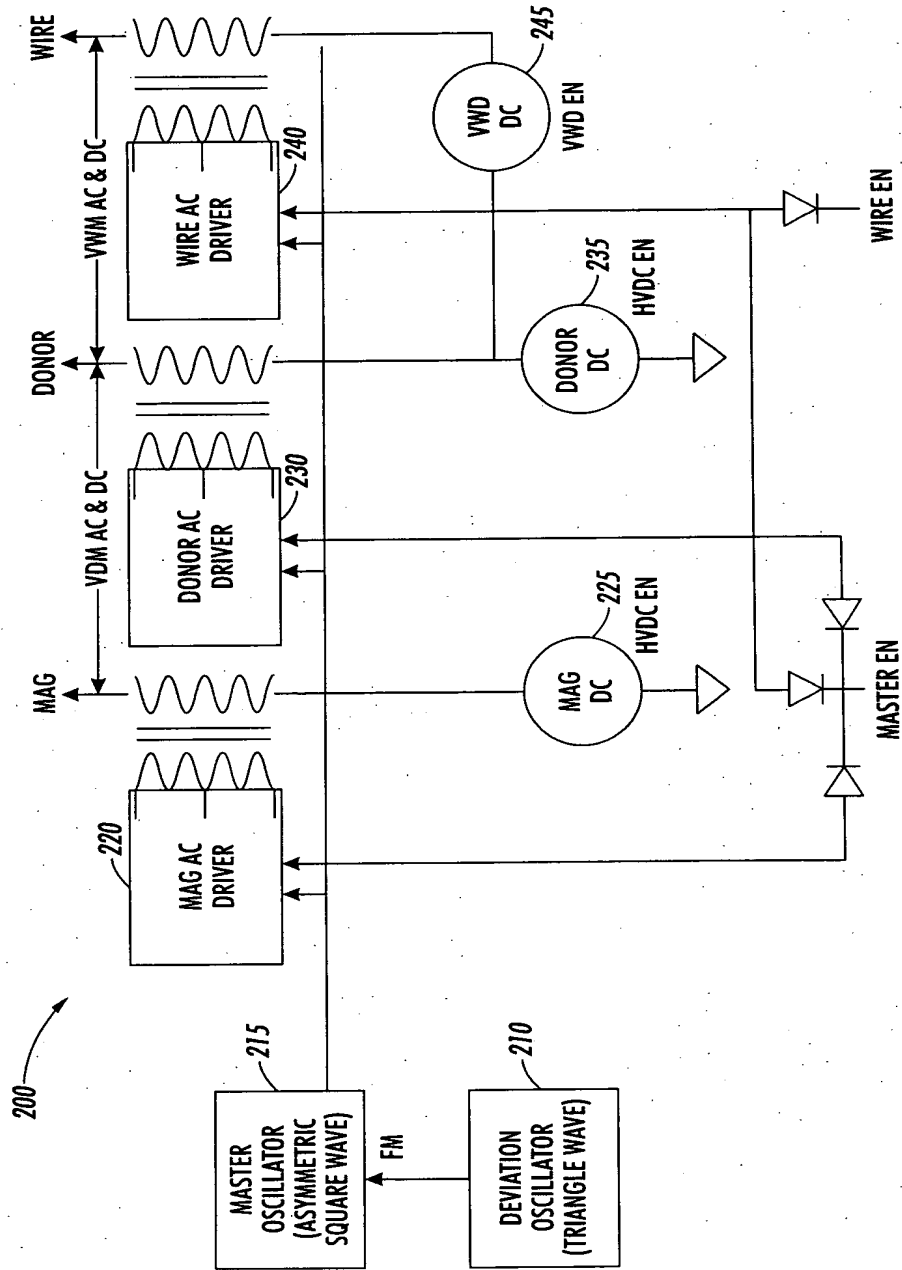 200
MAG
DONOR
WIRE
VDM AC & DC
VWM AC & DC
220
MAG AC
DRIVER
DONOR AC
DRIVER
230
WIRE AC
DRIVER
240
MASTER
OSCILLATOR
(ASYMMETRIC
SQUARE WAVE)
215
FM
DEVIATION
OSCILLATOR
(TRIANGLE WAVE)
210
MAG
DC
225
HVDC EN
DONOR
DC
235
HVDC EN
VWD
DC
245
VWD EN
MASTER EN
WIRE EN